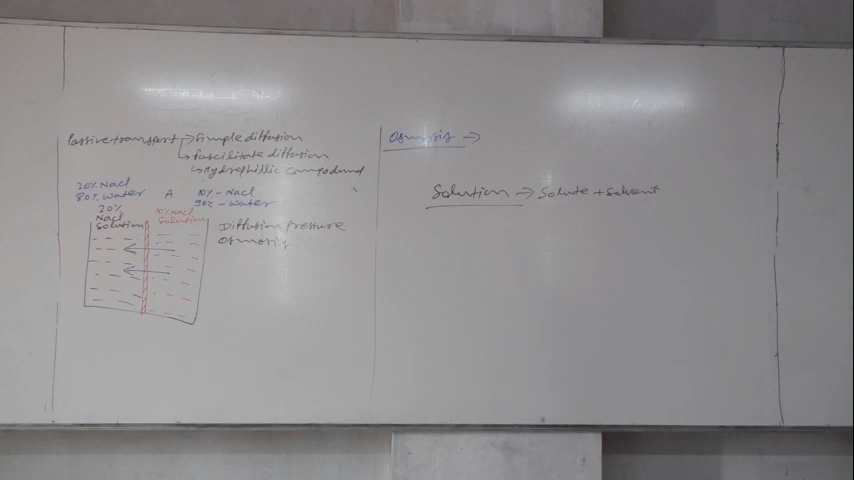 Passive transport → Simple diffusion
↳ fascilitate diffusion
↳ Hydrophillic compound
20% Nacl
80% water
A
10% - Nacl
90% - water
20%
Nacl
Solution
10% Nacl
Solution
Diffusion pressure
osmosis
Osmosis →
Solution → Solute + Solvent